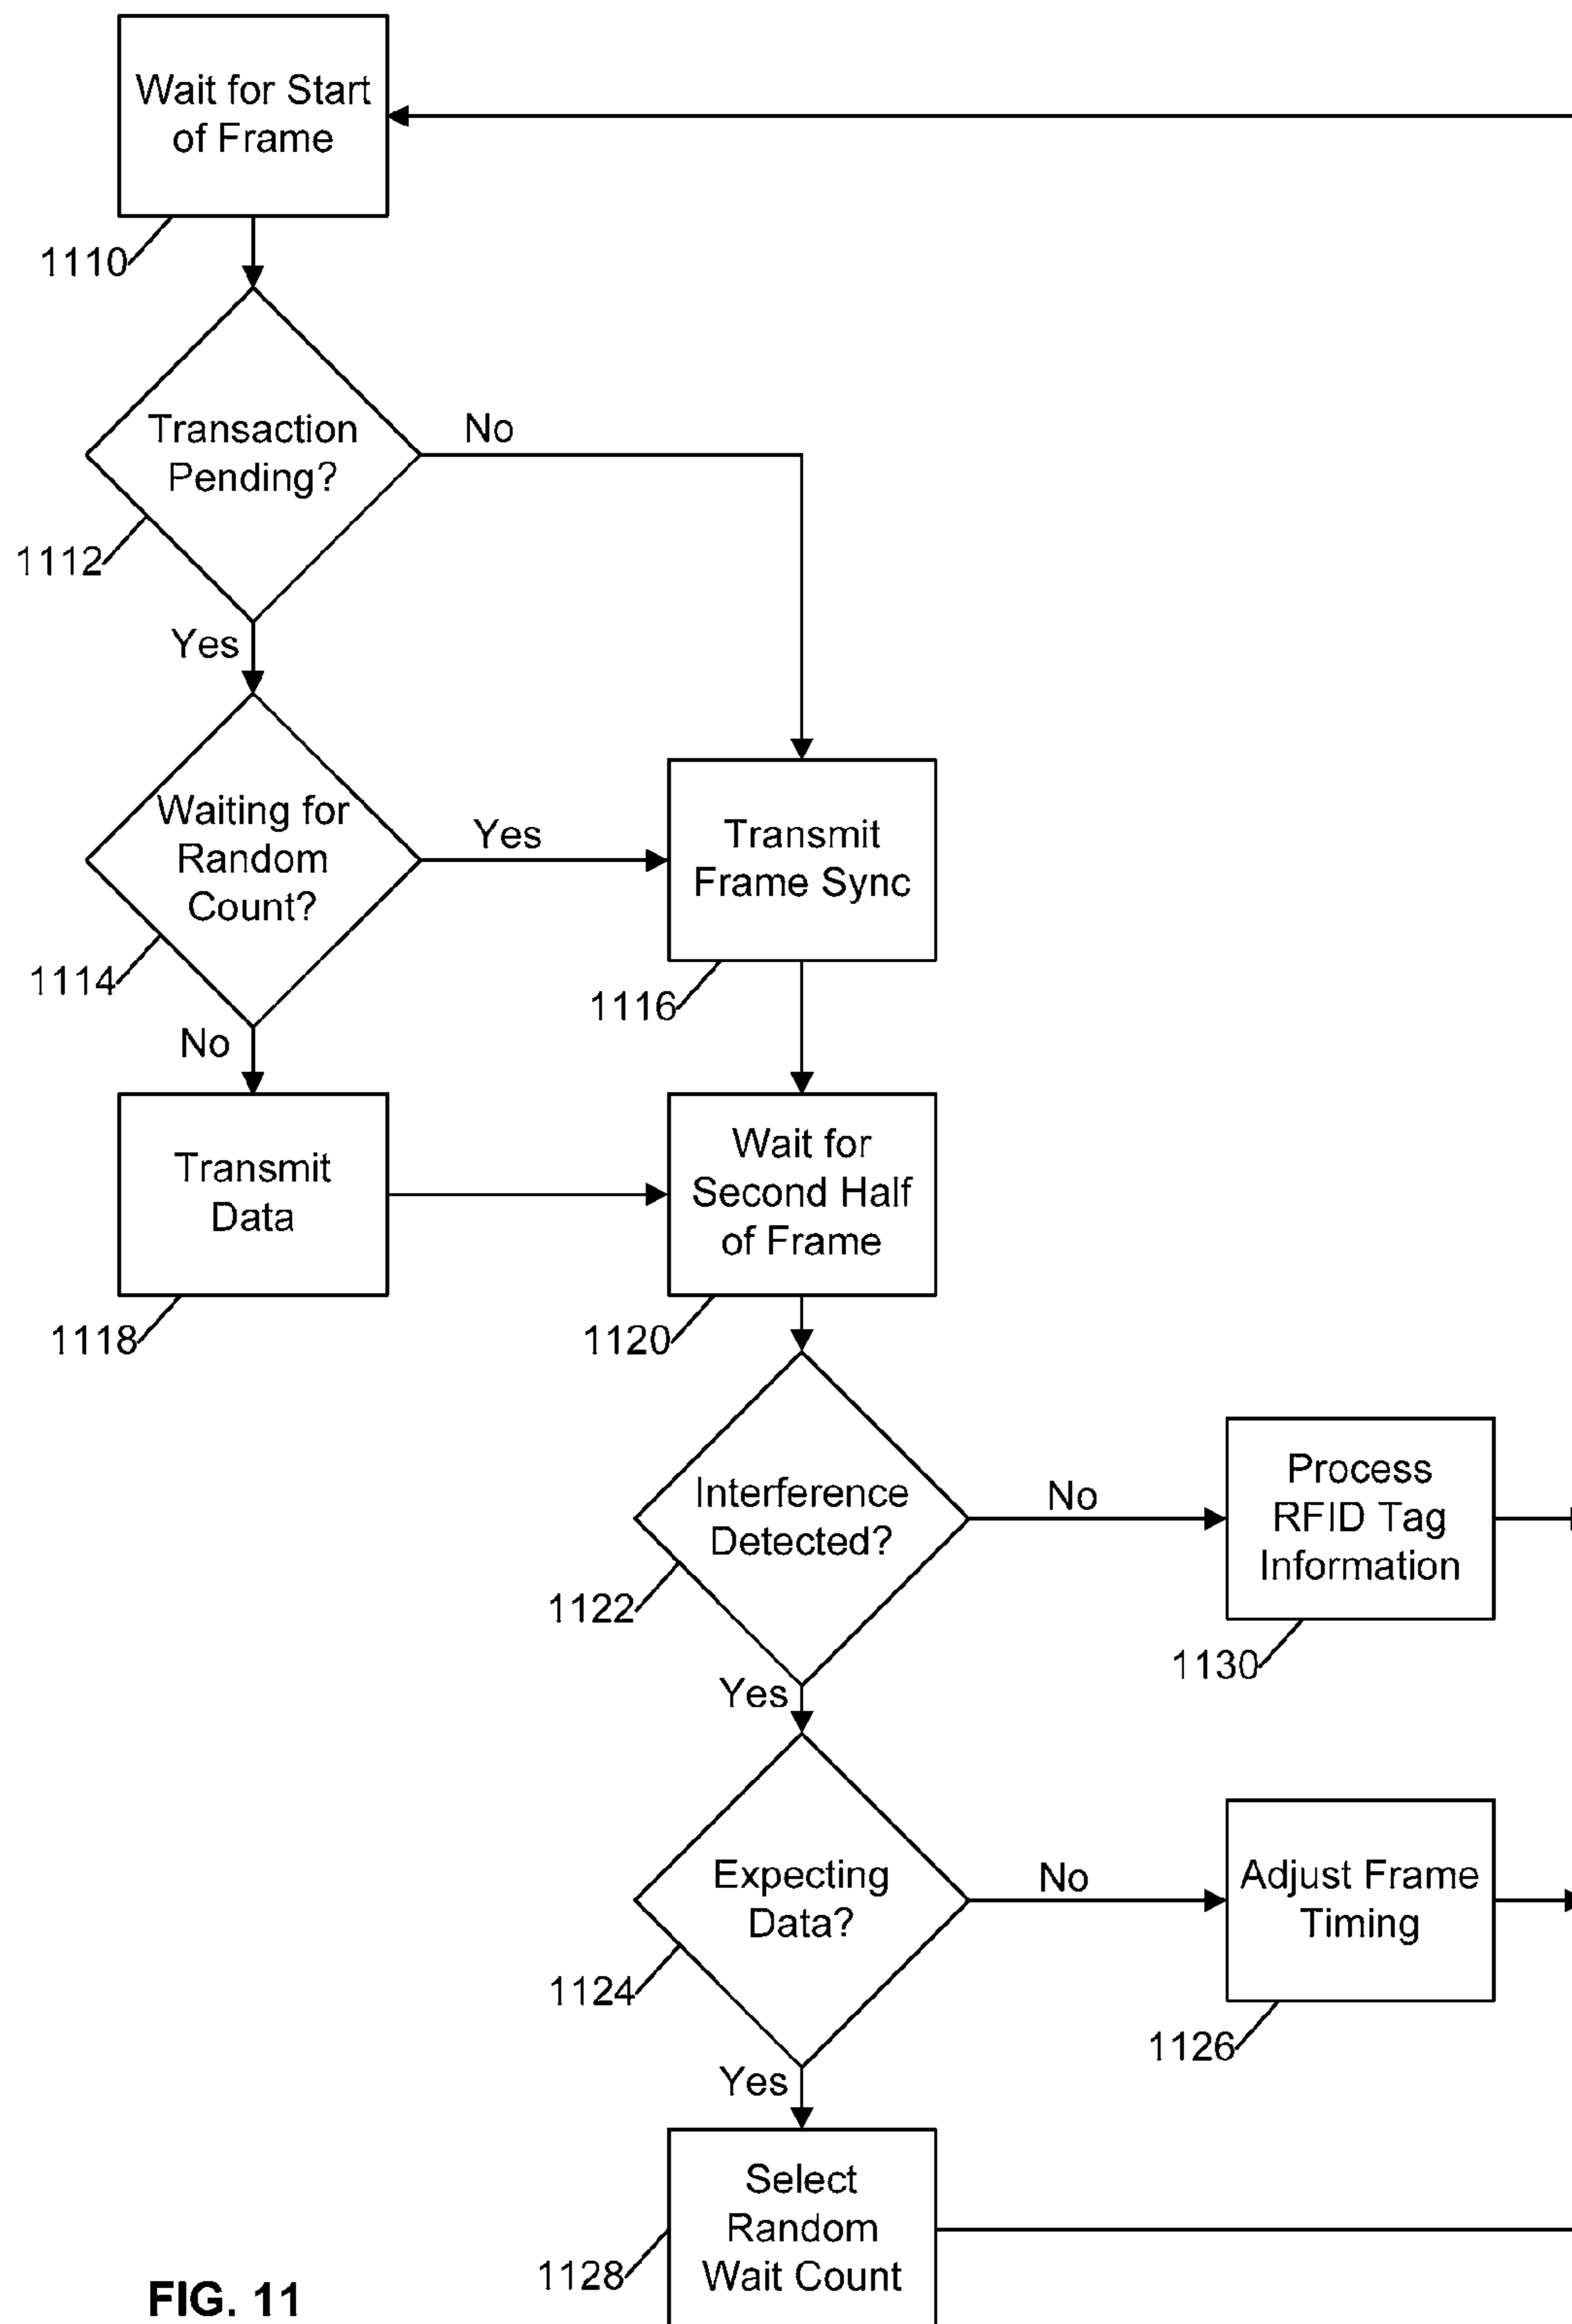 Wait for Start
of Frame
1110
Transaction
Pending?
No
1112
Yes
Waiting for
Random
Count?
Yes
Transmit
Frame Sync
1114
1116
No
Transmit
Data
Wait for
Second Half
of Frame
1118
1120
Interference
Detected?
No
Process
RFID Tag
Information
1122
1130
Yes
Expecting
Data?
No
Adjust Frame
Timing
1124
1126
Yes
Select
Random
Wait Count
1128
FIG. 11